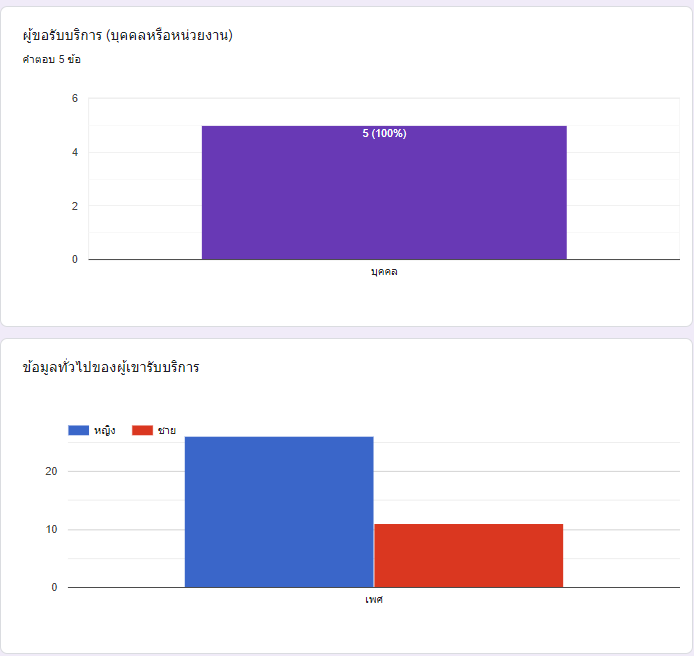 ผู้ขอรับบริการ (บุคคลหรือหน่วยงาน)
คำตอบ 5 ข้อ
6
5 (100%)
4
2
0
บุคคล
ข้อมูลทั่วไปของผู้เขารับบริการ
หญิง ชาย
20
10
0
เพศ